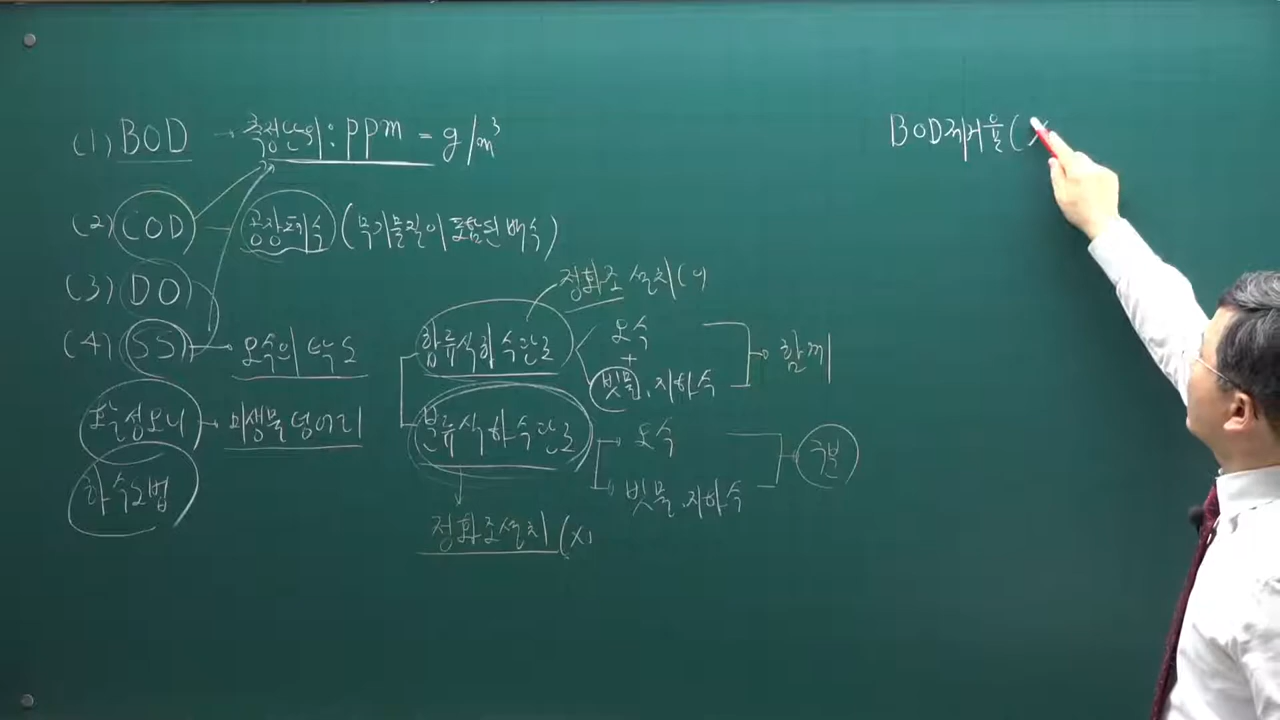 (1) BOD → 측정단위 : ppm = g/m³
(2) COD - 공장폐수 (무기물질이 포함된 폐수)
(3) DO
(4) SS → 오수의 탁도
활성오니 → 미생물덩어리
하수도법
정화조 설치(
합류식하수관로
오수
+
빗물, 지하수
함께
분류식하수관로
오수
빗물, 지하수
구분
정화조설치 (x)
BOD제거율(